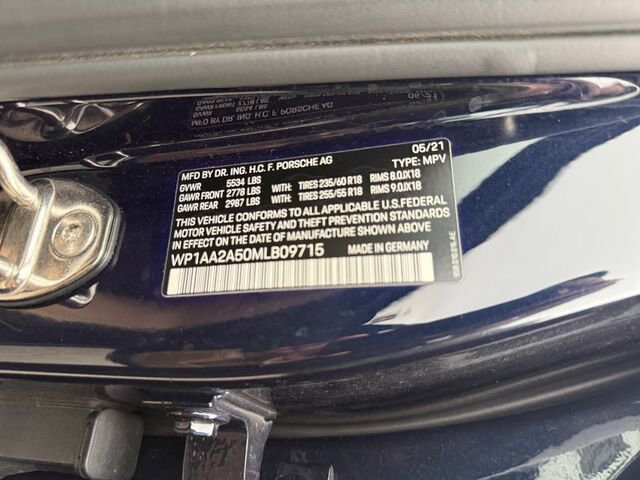 MFD BY DR. ING. H.C. F. PORSCHE AG 05/21
GVWR 5534 LBS TYPE: MPV
GAWR FRONT 2778 LBS WITH: TIRES 235/60 R18 RIMS 8.0JX18
GAWR REAR 2987 LBS WITH: TIRES 255/55 R18 RIMS 9.0JX18
THIS VEHICLE CONFORMS TO ALL APPLICABLE U.S.FEDERAL
MOTOR VEHICLE SAFETY AND THEFT PREVENTION STANDARDS
IN EFFECT ON THE DATE OF MANUFACTURE SHOWN ABOVE.
WP1AA2A50MLB09715 MADE IN GERMANY